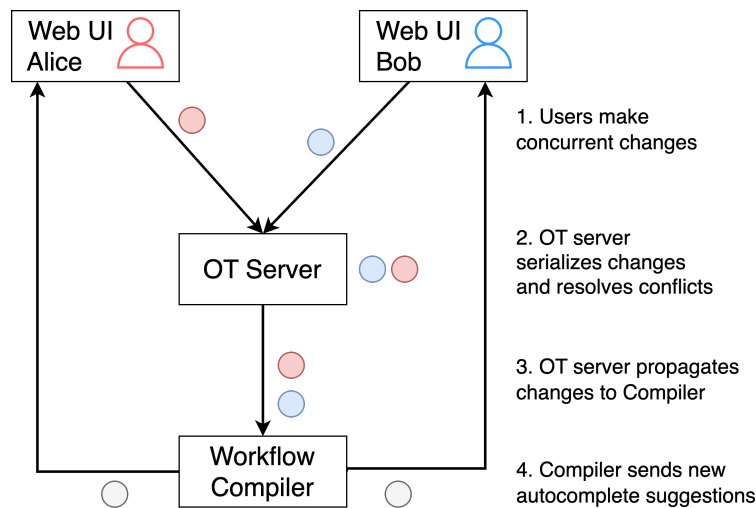 Web UI
Alice
Web UI
Bob
1. Users make
concurrent changes
OT Server
2. OT server
serializes changes
and resolves conflicts
3. OT server propagates
changes to Compiler
Workflow
Compiler
4. Compiler sends new
autocomplete suggestions